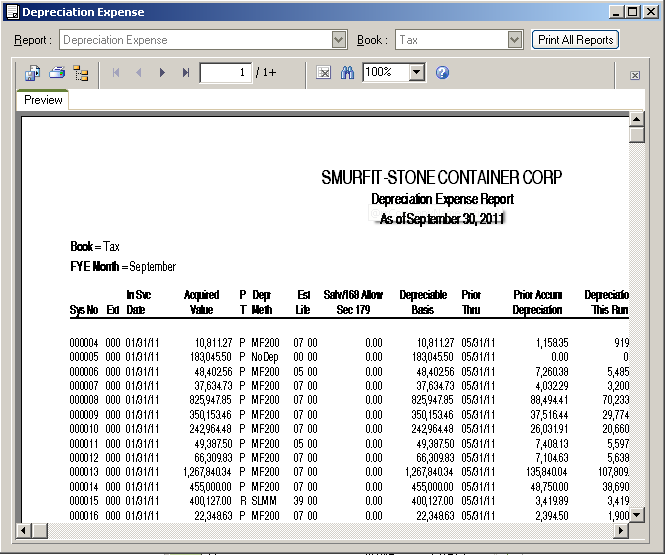 Depreciation Expense
Report : Depreciation Expense Book : Tax Print All Reports
1 / 1+ 100%
Preview
SMURFIT-STONE CONTAINER CORP
Depreciation Expense Report
As of September 30, 2011
Book = Tax
FYE Month = September
In Svc Acquired P Depr Est Salv/168 Allow Depreciable Prior Prior Accum Depreciatio
Sys No Ext Date Value T Meth Life Sec 179 Basis Thru Depreciation This Run
000004 000 01/31/11 10,811.27 P MF200 07 00 0.00 10,811.27 05/31/11 1,158.35 919
000005 000 01/31/11 183,045.50 P No Dep 00 00 0.00 183,045.50 05/31/11 0.00 0
000006 000 01/31/11 48,402.56 P MF200 05 00 0.00 48,402.56 05/31/11 7,260.38 5,485
000007 000 01/31/11 37,634.73 P MF200 07 00 0.00 37,634.73 05/31/11 4,032.29 3,200
000008 000 01/31/11 825,947.85 P MF200 07 00 0.00 825,947.85 05/31/11 88,494.41 70,233
000009 000 01/31/11 350,153.46 P MF200 07 00 0.00 350,153.46 05/31/11 37,516.44 29,774
000010 000 01/31/11 242,964.48 P MF200 07 00 0.00 242,964.48 05/31/11 26,031.91 20,660
000011 000 01/31/11 49,387.50 P MF200 05 00 0.00 49,387.50 05/31/11 7,408.13 5,597
000012 000 01/31/11 66,309.83 P MF200 07 00 0.00 66,309.83 05/31/11 7,104.63 5,638
000013 000 01/31/11 1,267,840.34 P MF200 07 00 0.00 1,267,840.34 05/31/11 135,840.04 107,809
000014 000 01/31/11 455,000.00 P MF200 07 00 0.00 455,000.00 05/31/11 48,750.00 38,690
000015 000 01/31/11 400,127.00 R SLMM 39 00 0.00 400,127.00 05/31/11 3,419.89 3,419
000016 000 01/31/11 22,348.63 P MF200 07 00 0.00 22,348.63 05/31/11 2,394.50 1,900